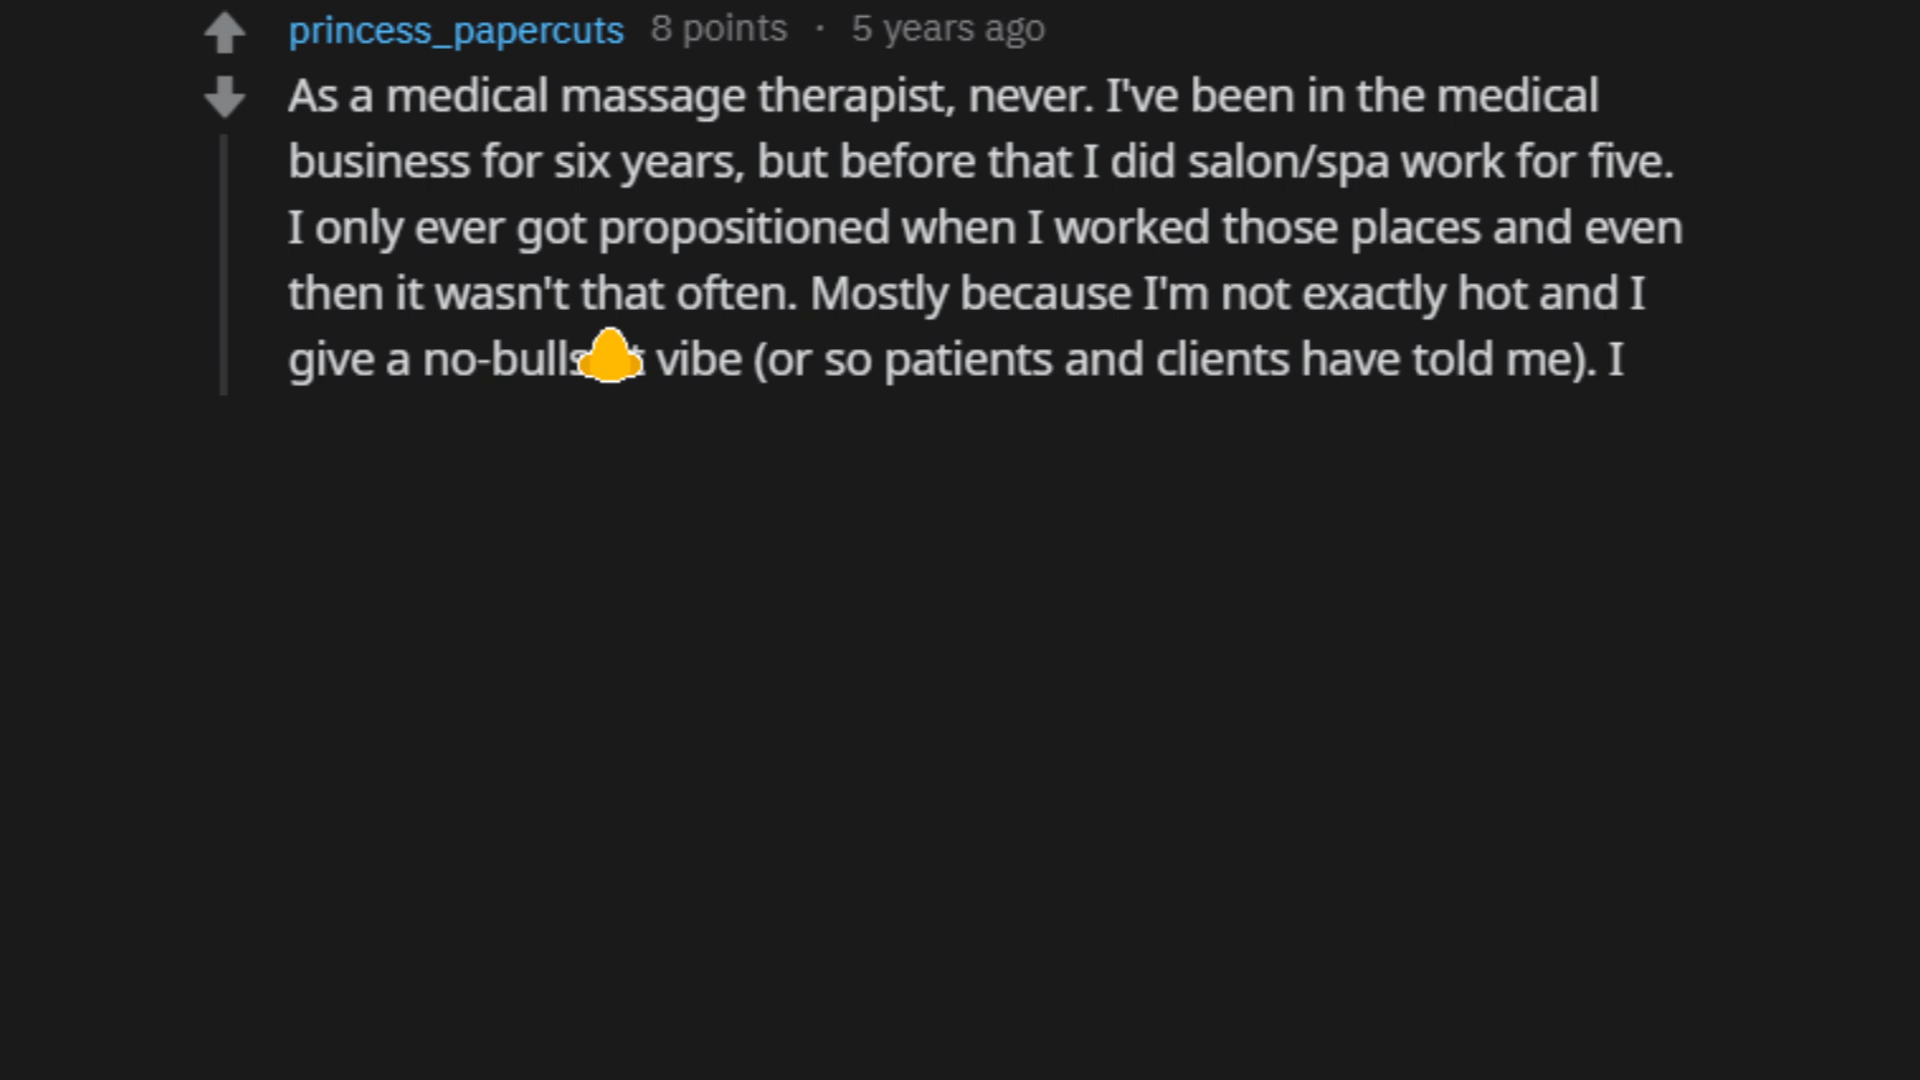 princess_papercuts 8 points · 5 years ago
As a medical massage therapist, never. I've been in the medical
business for six years, but before that I did salon/spa work for five.
I only ever got propositioned when I worked those places and even
then it wasn't that often. Mostly because I'm not exactly hot and I
give a vibe (or so patients and clients have told me). I